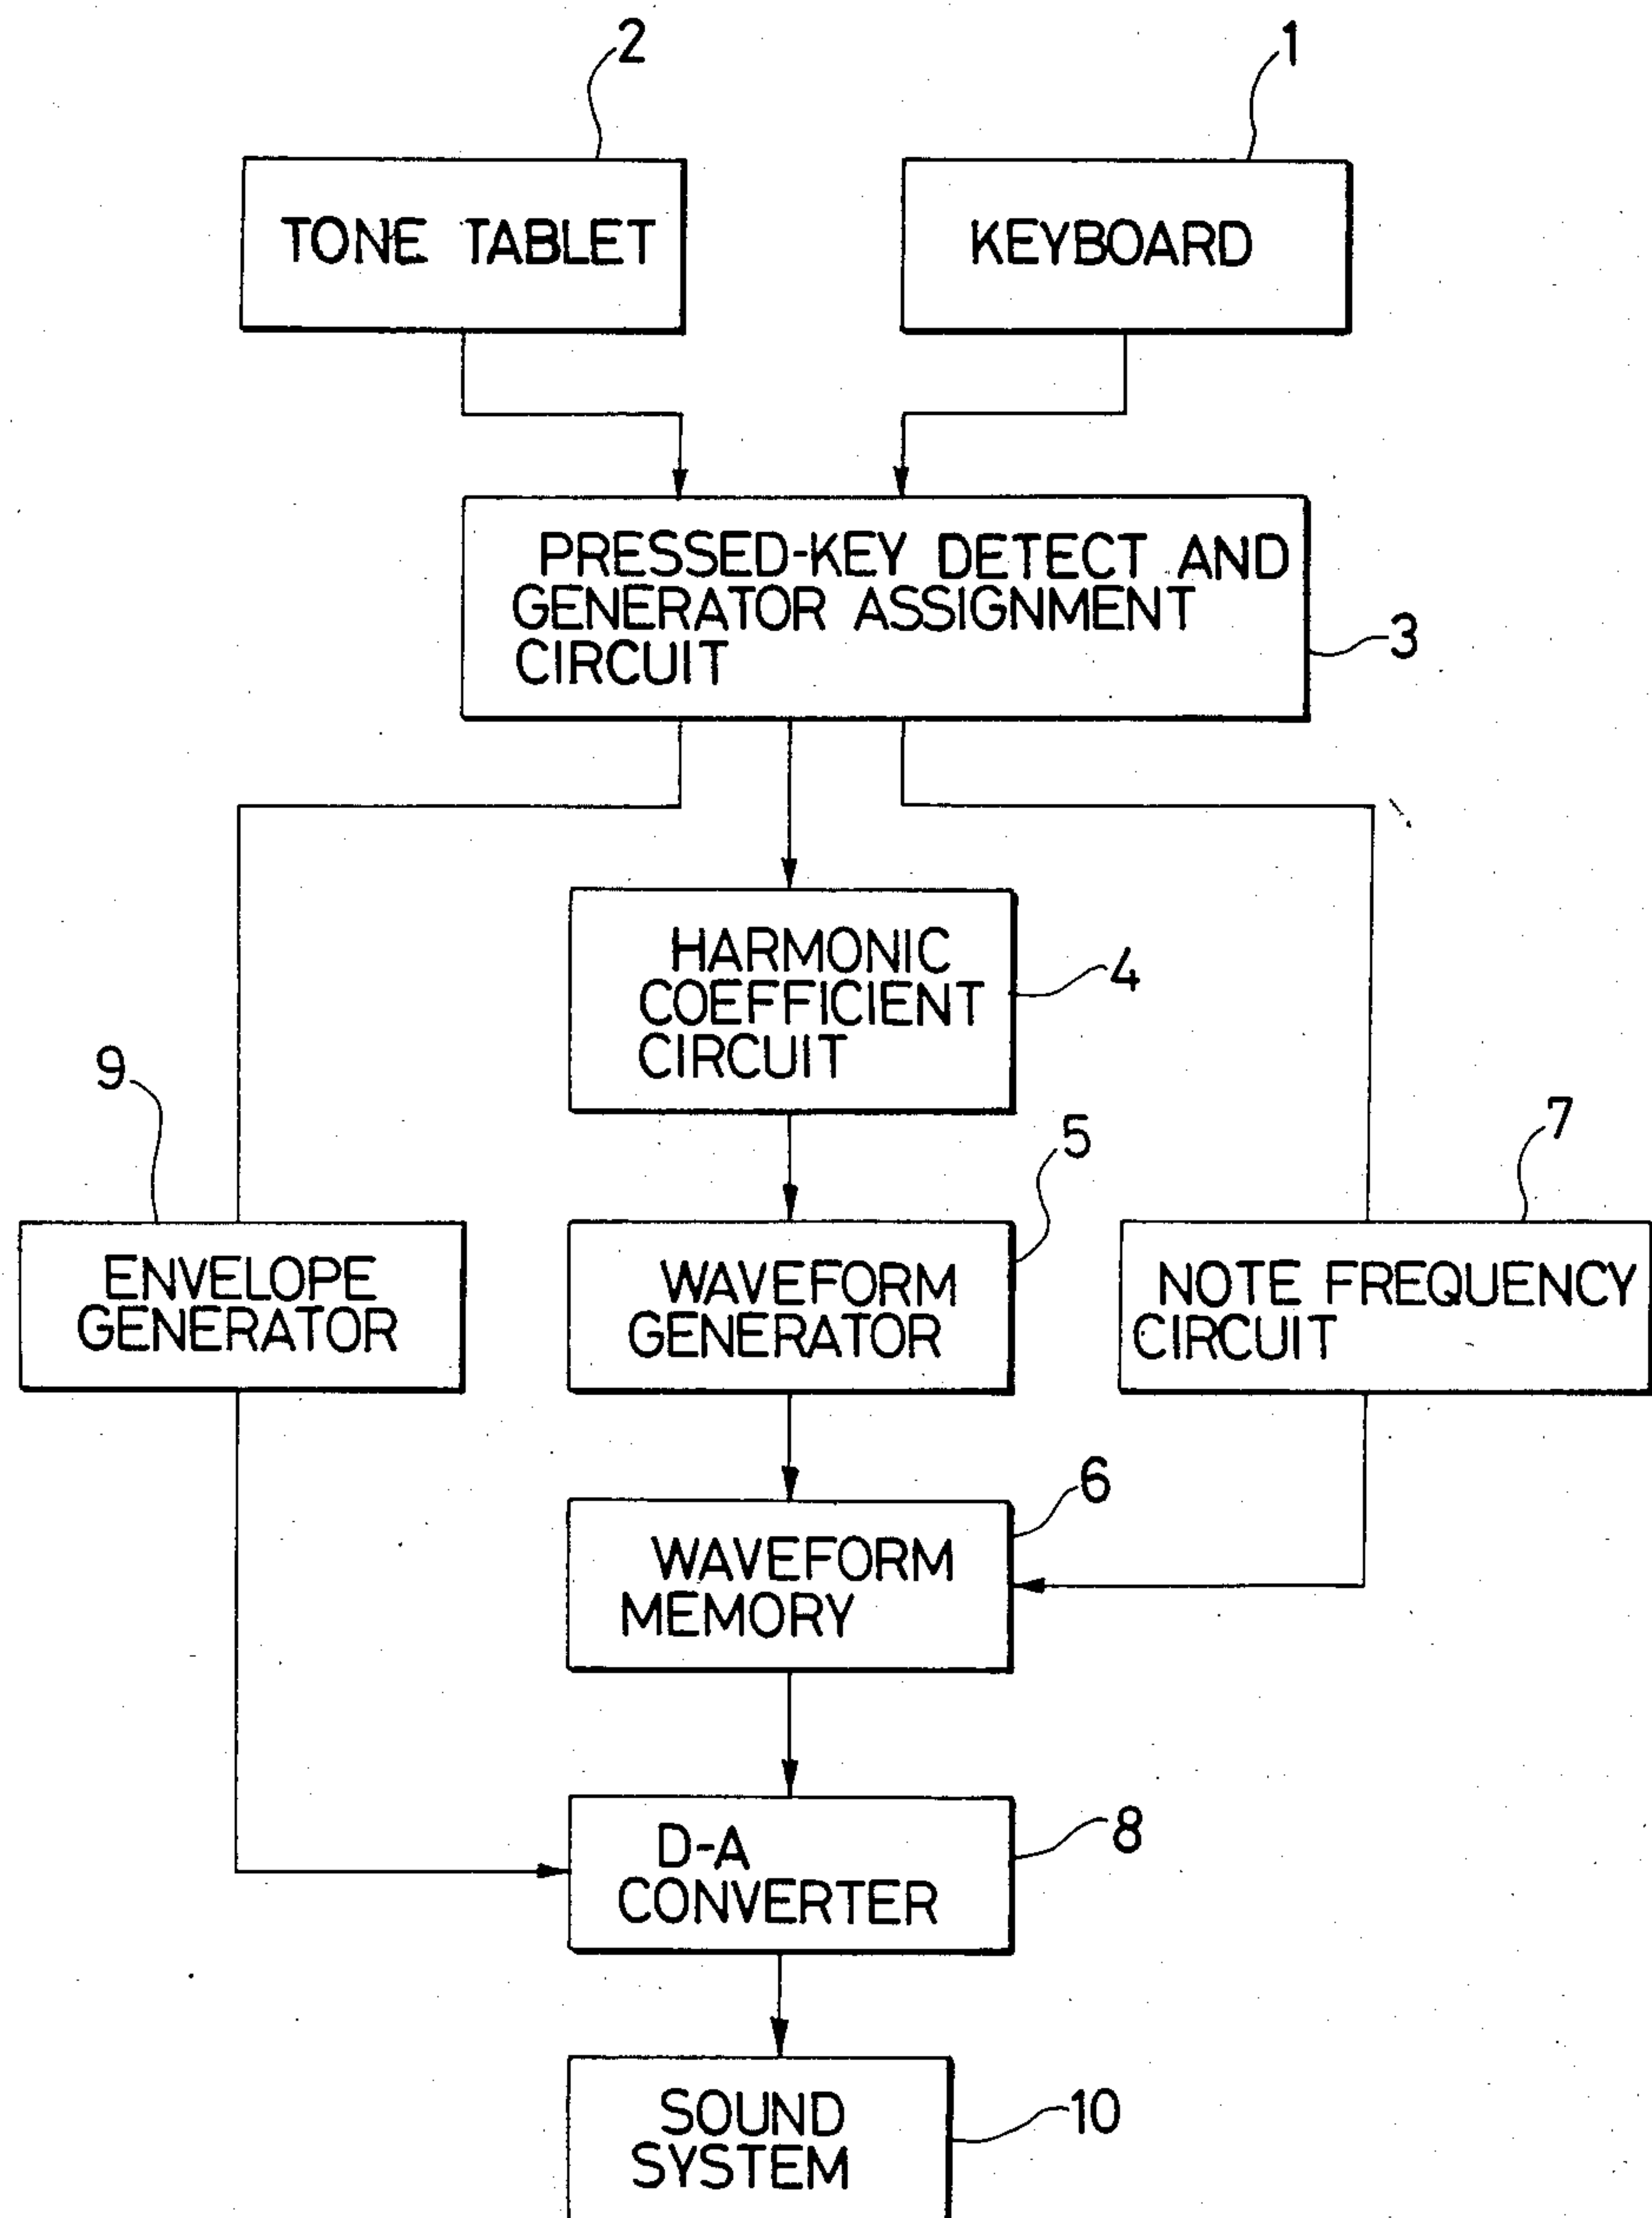 2
1
TONE TABLET
KEYBOARD
PRESSED-KEY DETECT AND
GENERATOR ASSIGNMENT
CIRCUIT
3
HARMONIC
COEFFICIENT
CIRCUIT
4
9
5
7
ENVELOPE
GENERATOR
WAVEFORM
GENERATOR
NOTE FREQUENCY
CIRCUIT
6
WAVEFORM
MEMORY
8
D-A
CONVERTER
SOUND
SYSTEM
10